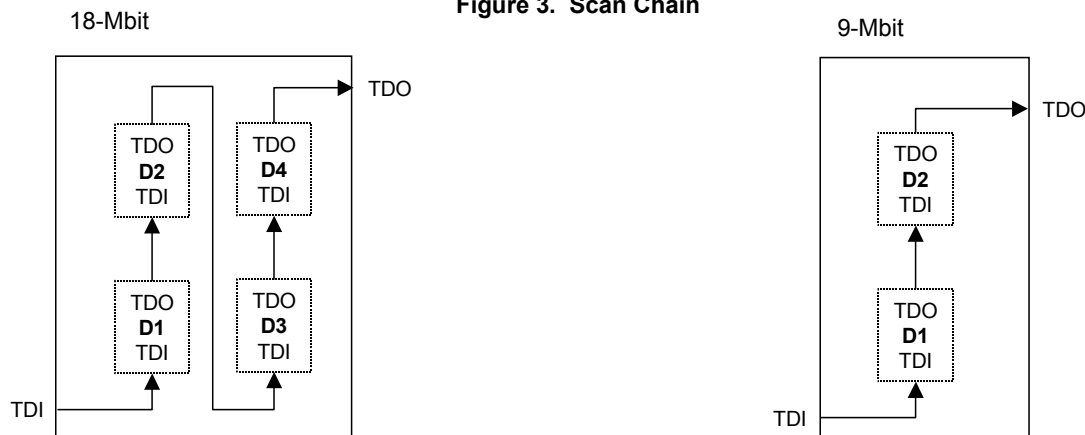 Figure 3. Scan Chain
18-Mbit
TDO
TDO
D2
TDI
TDO
D4
TDI
TDO
D1
TDI
TDO
D3
TDI
TDI
9-Mbit
TDO
TDO
D2
TDI
TDO
D1
TDI
TDI